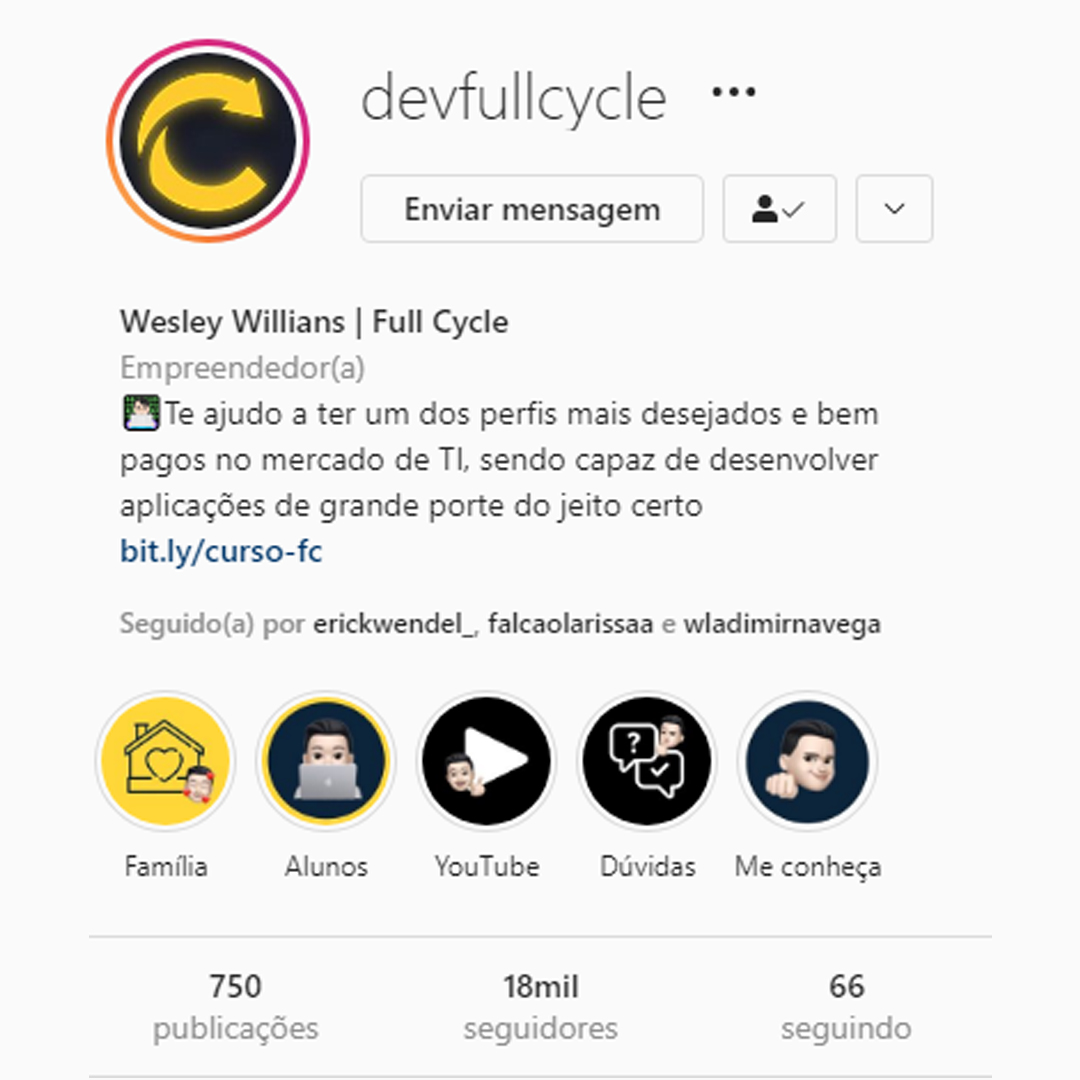 devfullcycle
Enviar mensagem
Wesley Willians | Full Cycle
Empreendedor(a)
Te ajudo a ter um dos perfis mais desejados e bem
pagos no mercado de TI, sendo capaz de desenvolver
aplicações de grande porte do jeito certo
bit.ly/curso-fc
Seguido(a) por erickwendel_, falcaolarissaa e wladimirnavega
Família Alunos YouTube Dúvidas Me conheça
750 18mil 66
publicações seguidores seguindo